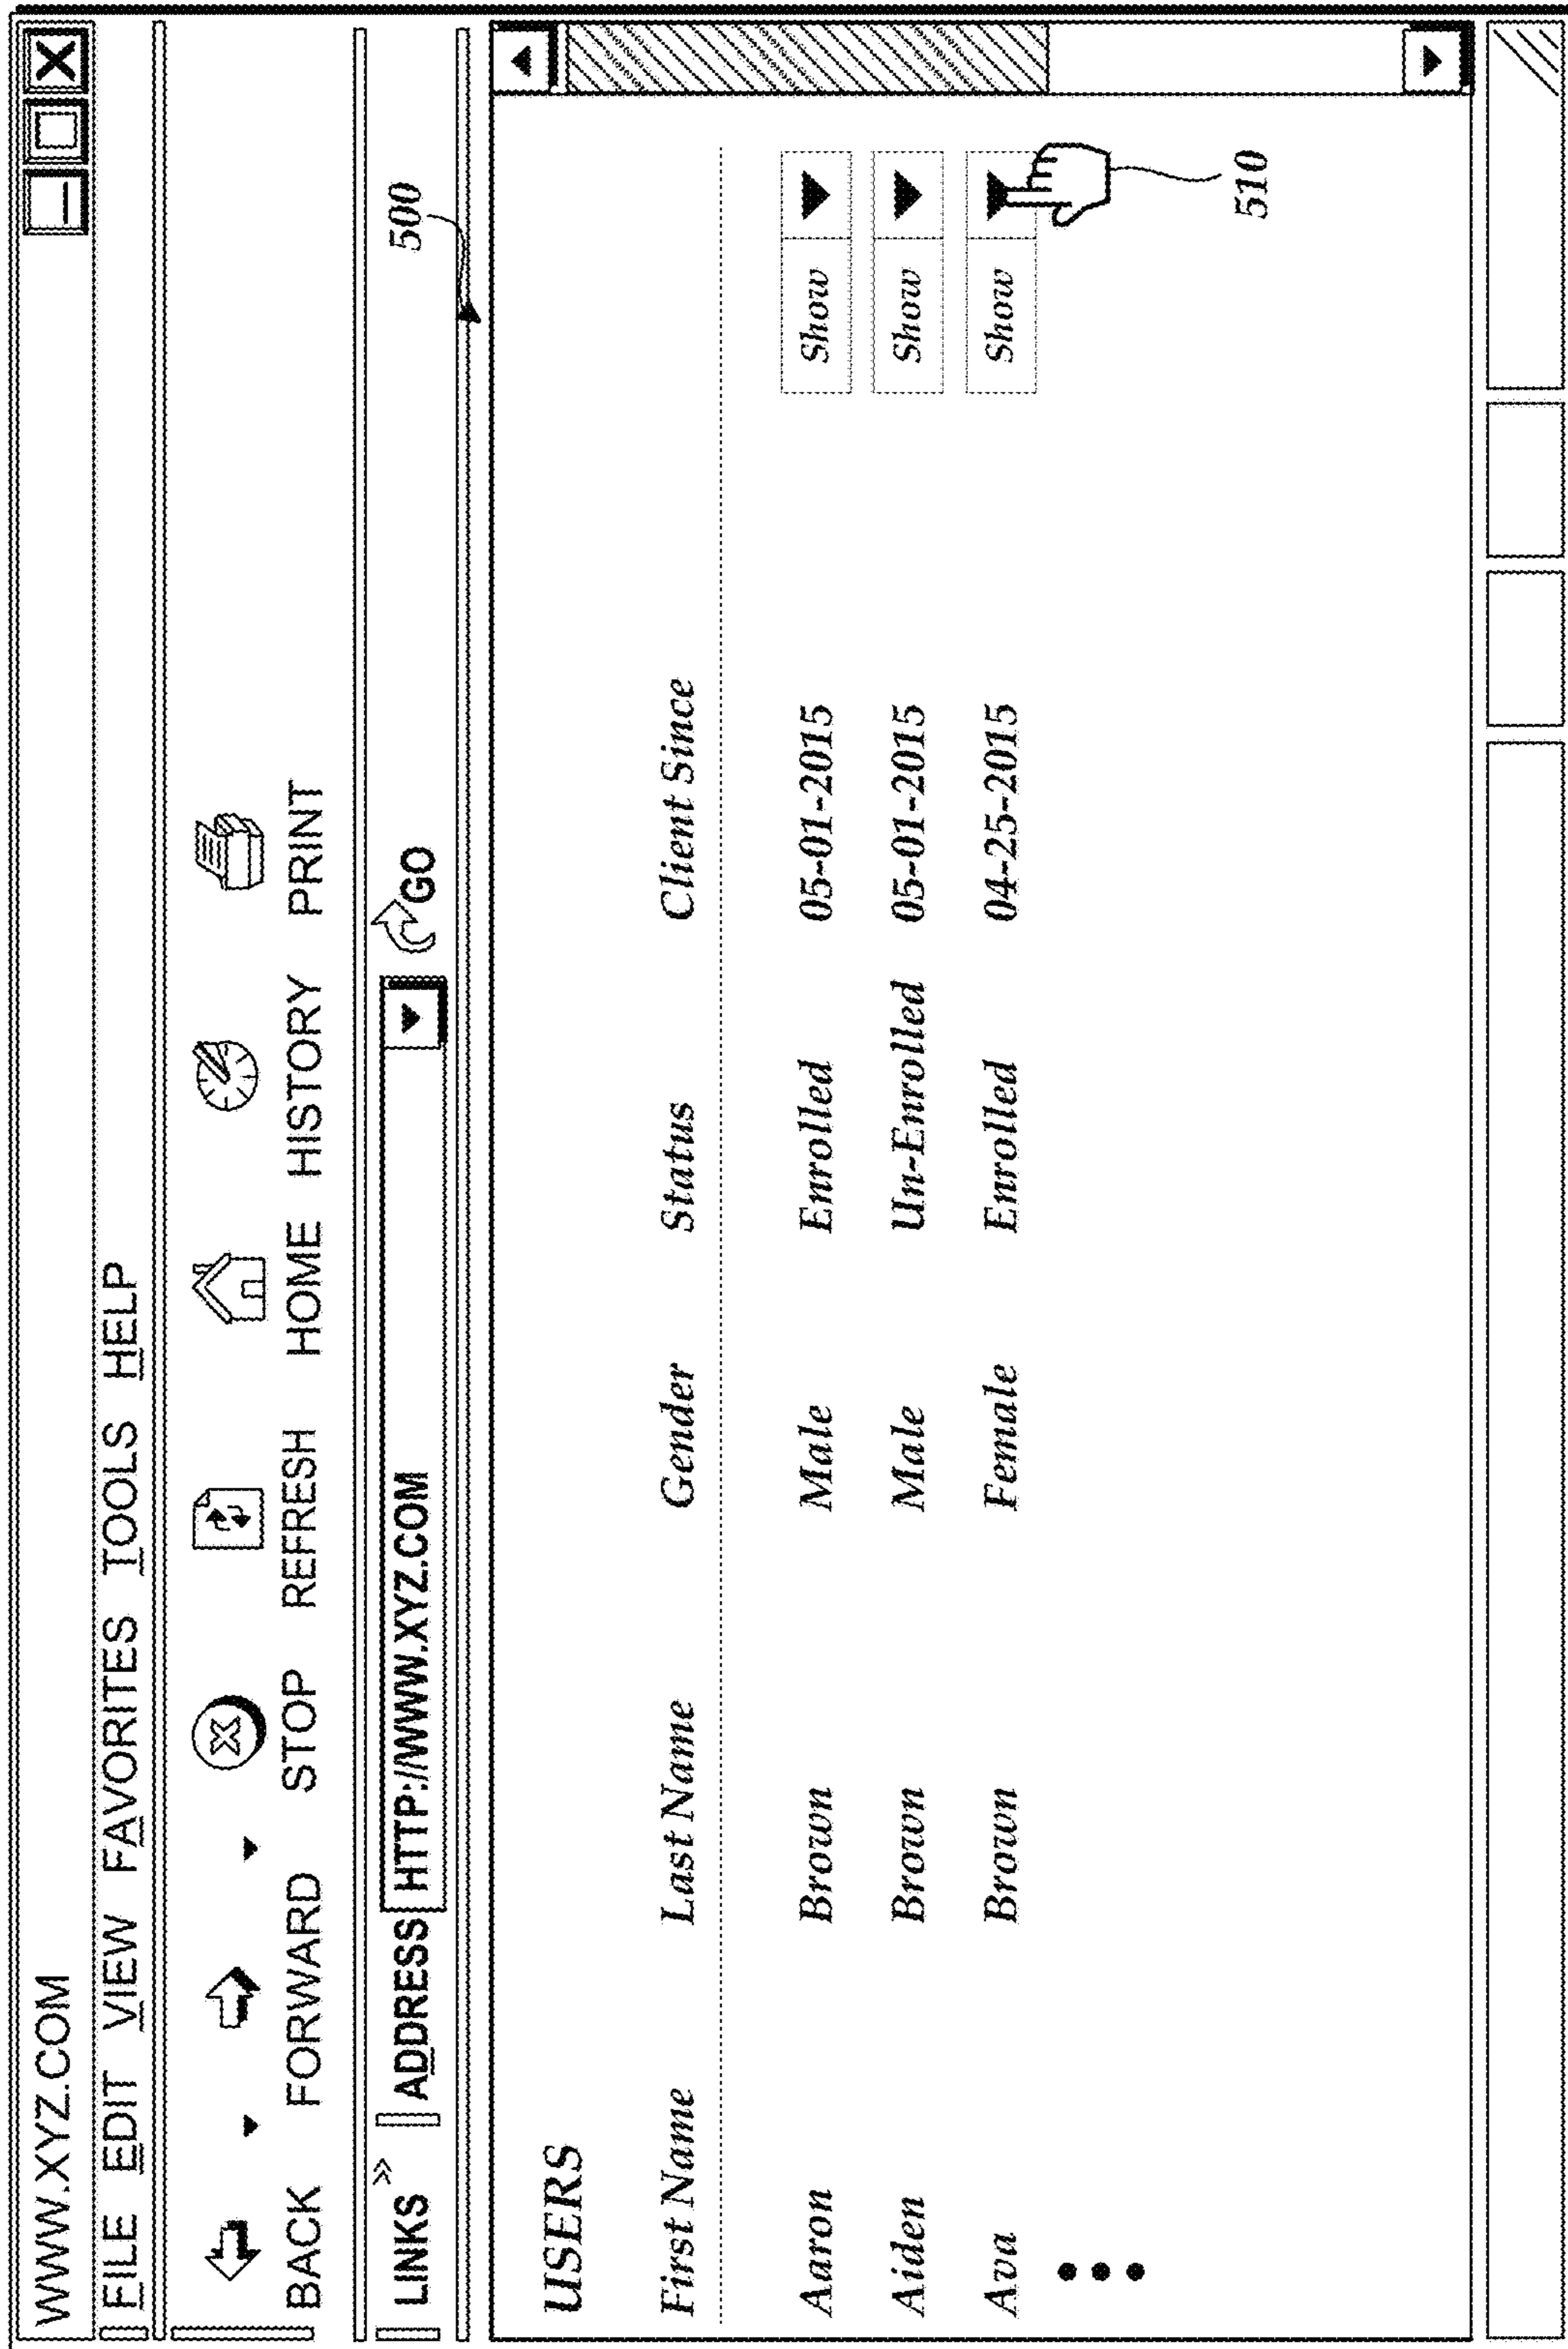 WWW.XYZ.COM
FILE EDIT VIEW FAVORITES TOOLS HELP
BACK FORWARD STOP REFRESH HOME HISTORY PRINT
LINKS » ADDRESS HTTP://WWW.XYZ.COM GO
500
USERS
First Name Last Name Gender Status Client Since
Aaron Brown Male Enrolled 05-01-2015 Show
Aiden Brown Male Un-Enrolled 05-01-2015 Show
Ava Brown Female Enrolled 04-25-2015 Show
510